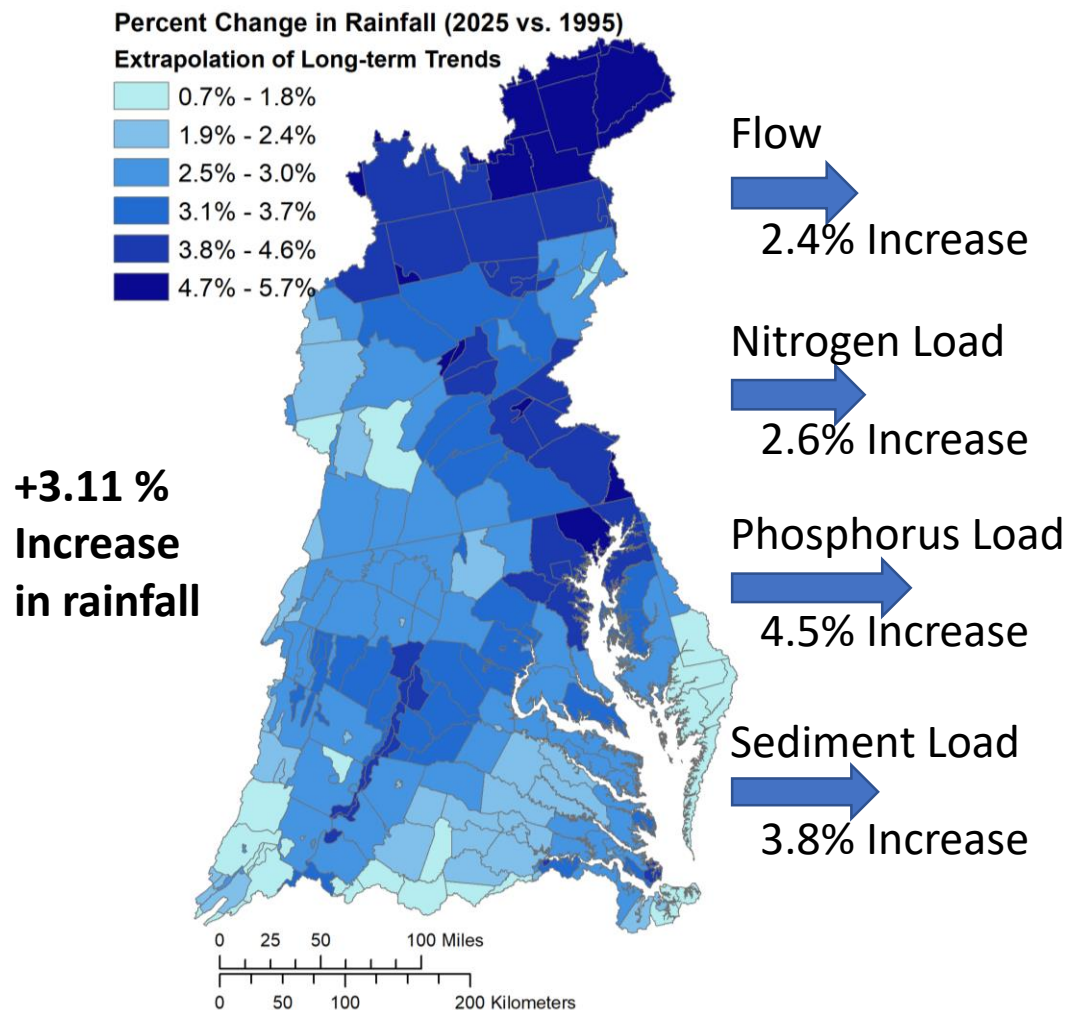 Percent Change in Rainfall (2025 vs. 1995)
Extrapolation of Long-term Trends
0.7% - 1.8%
1.9% - 2.4%
2.5% - 3.0%
3.1% - 3.7%
3.8% - 4.6%
4.7% - 5.7%
+3.11 %
Increase
in rainfall
Flow
2.4% Increase
Nitrogen Load
2.6% Increase
Phosphorus Load
4.5% Increase
Sediment Load
3.8% Increase
0 25 50 100 Miles
0 50 100 200 Kilometers